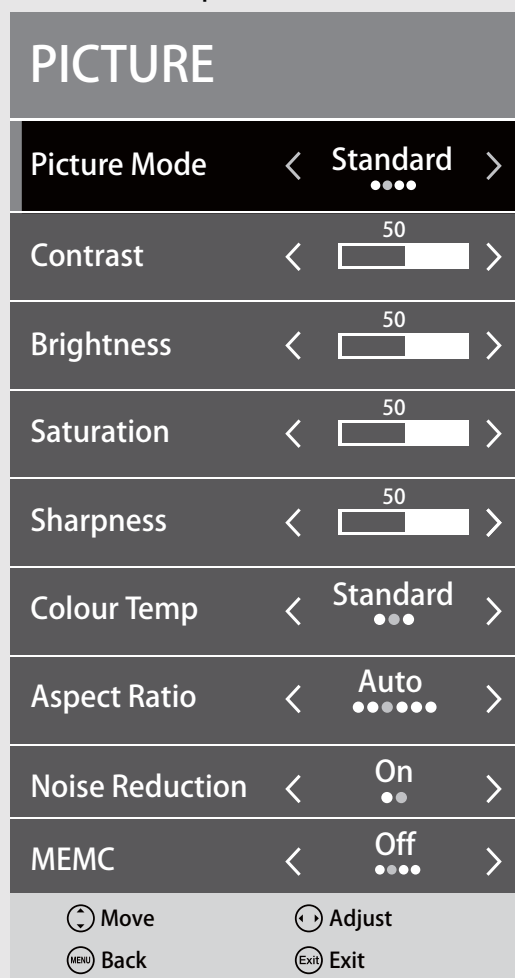 PICTURE
Picture Mode Standard
50
Contrast
50
Brightness
50
Saturation
50
Sharpness
Colour Temp Standard
Aspect Ratio Auto
Noise Reduction On
MEMC Off
Move Adjust
MENU Back Exit Exit